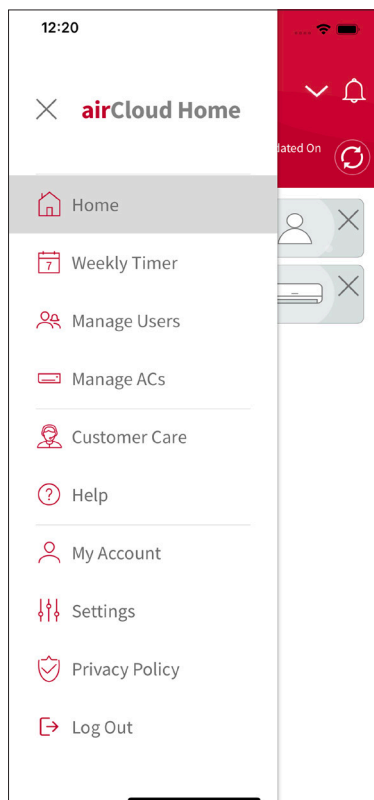 12:20
airCloud Home
dated On
Home
7
Weekly Timer
Manage Users
Manage ACs
Customer Care
?
Help
My Account
Settings
Privacy Policy
Log Out